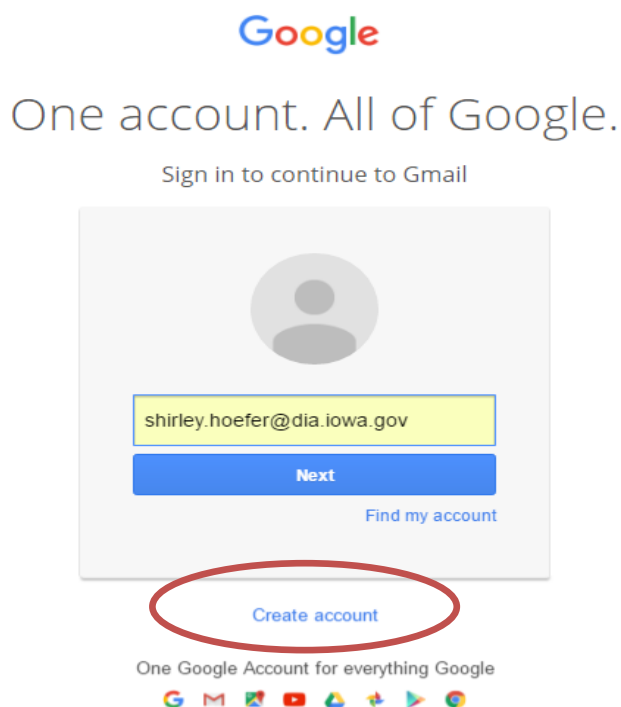 Google
One account. All of Google.
Sign in to continue to Gmail
shirley.hoefer@dia.iowa.gov
Next
Find my account
Create account
One Google Account for everything Google